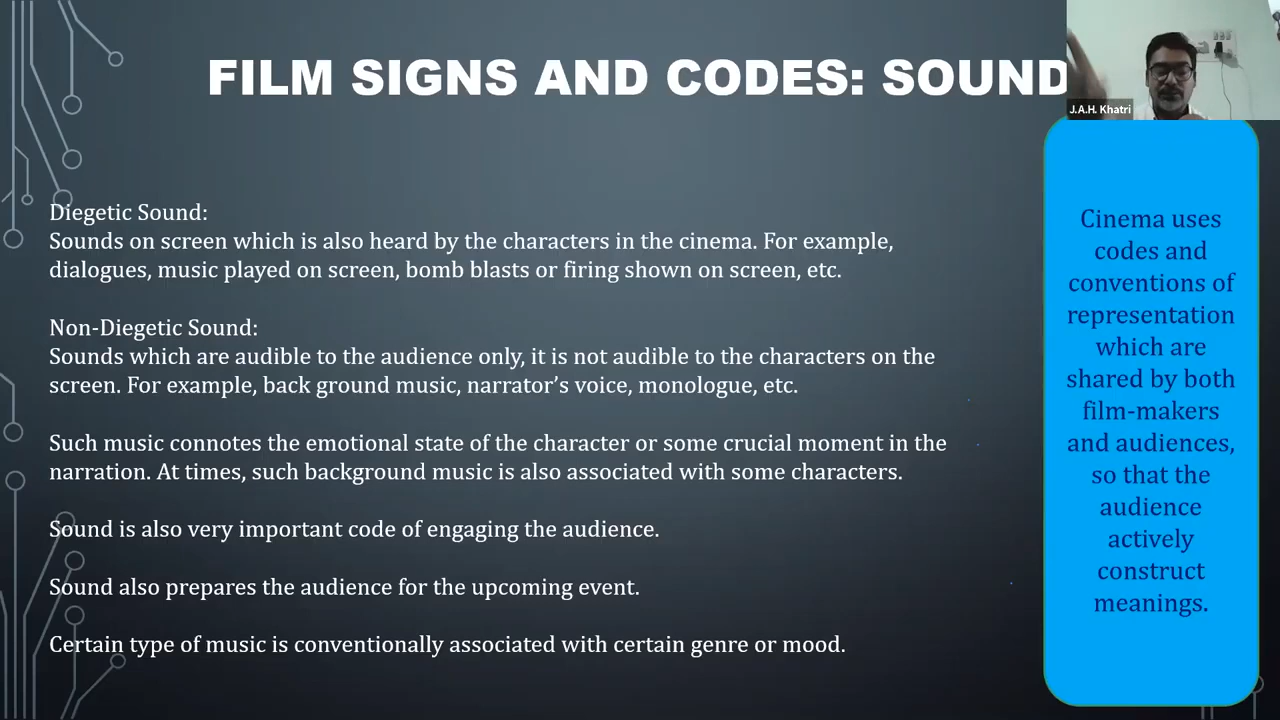 FILM SIGNS AND CODES: SOUND
J.A.H. Khatri
Diegetic Sound:
Sounds on screen which is also heard by the characters in the cinema. For example,
dialogues, music played on screen, bomb blasts or firing shown on screen, etc.
Non-Diegetic Sound:
Sounds which are audible to the audience only, it is not audible to the characters on the
screen. For example, back ground music, narrator’s voice, monologue, etc.
Such music connotes the emotional state of the character or some crucial moment in the
narration. At times, such background music is also associated with some characters.
Sound is also very important code of engaging the audience.
Sound also prepares the audience for the upcoming event.
Certain type of music is conventionally associated with certain genre or mood.
Cinema uses
codes and
conventions of
representation
which are
shared by both
film-makers
and audiences,
so that the
audience
actively
construct
meanings.